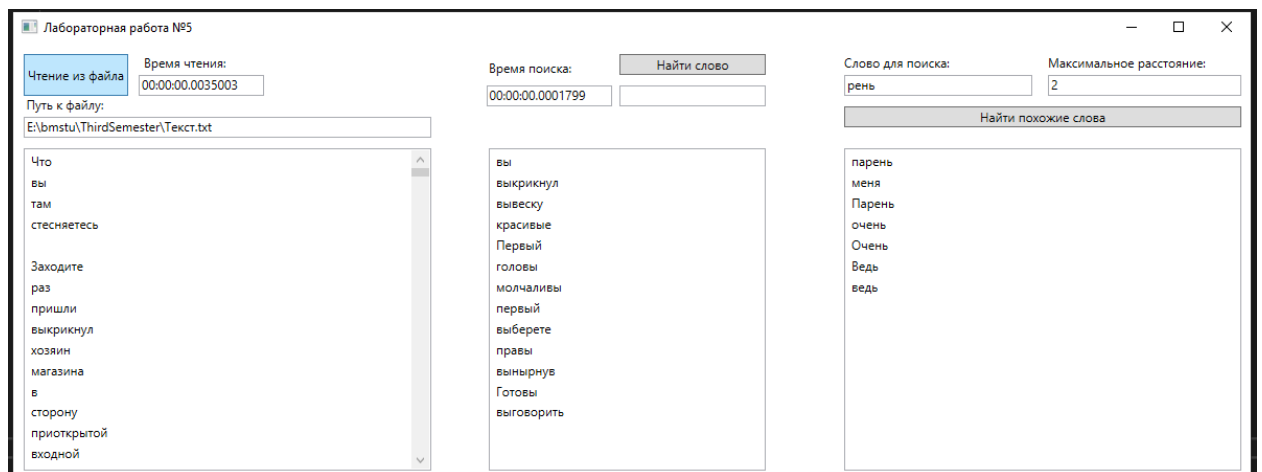 Лабораторная работа №5
Чтение из файла
Время чтения:
00:00:00.0035003
Путь к файлу:
E:\bmstu\ThirdSemester\Текст.txt
Что
вы
там
стесняетесь
Заходите
раз
пришли
выкрикнул
хозяин
магазина
в
сторону
приоткрытой
входной
Время поиска:
Найти слово
00:00:00.0001799
вы
выкрикнул
вывеску
красивые
Первый
головы
молчаливы
первый
выберете
правы
вынырнув
Готовы
выговорить
Слово для поиска:
Максимальное расстояние:
рень
2
Найти похожие слова
парень
меня
Парень
очень
Очень
Ведь
ведь